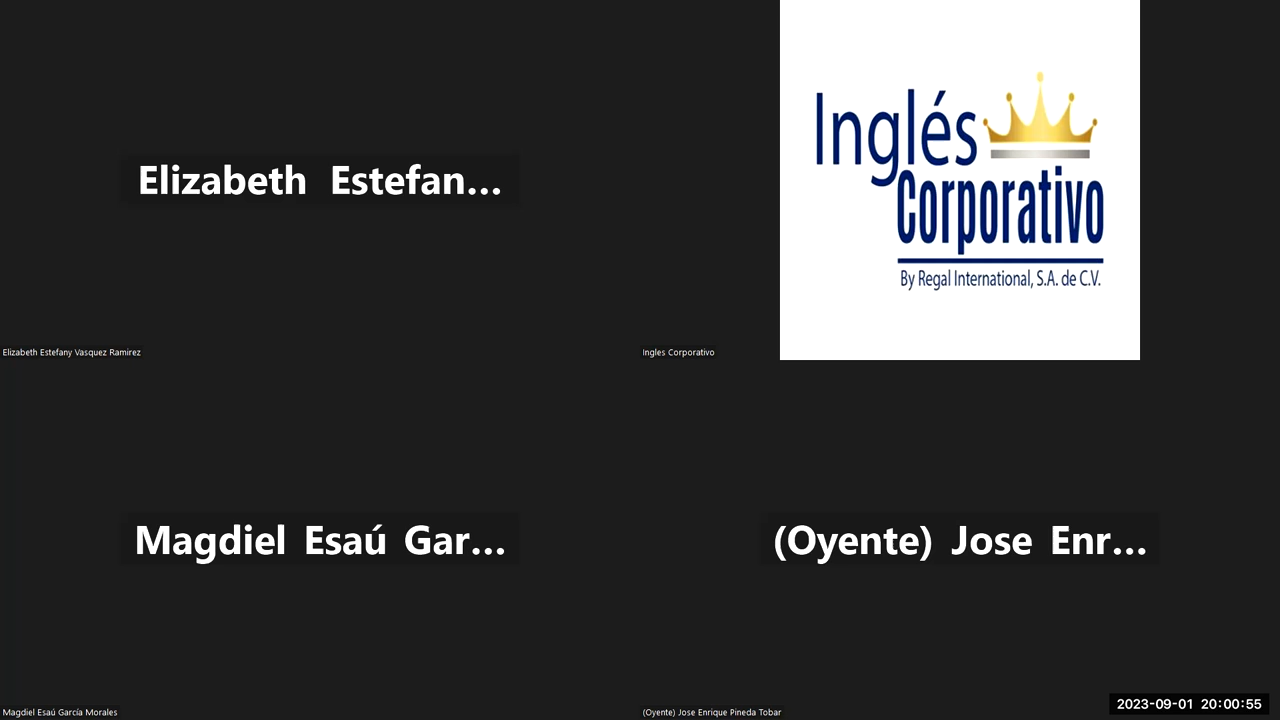 Elizabeth Estefan...
Inglés
Corporativo
By Regal International, S.A. de C.V.
Elizabeth Estefany Vasquez Ramirez
Ingles Corporativo
Magdiel Esaú Gar...
(Oyente) Jose Enr...
Magdiel Esaú García Morales
(Oyente) Jose Enrique Pineda Tobar
2023-09-01 20:00:55